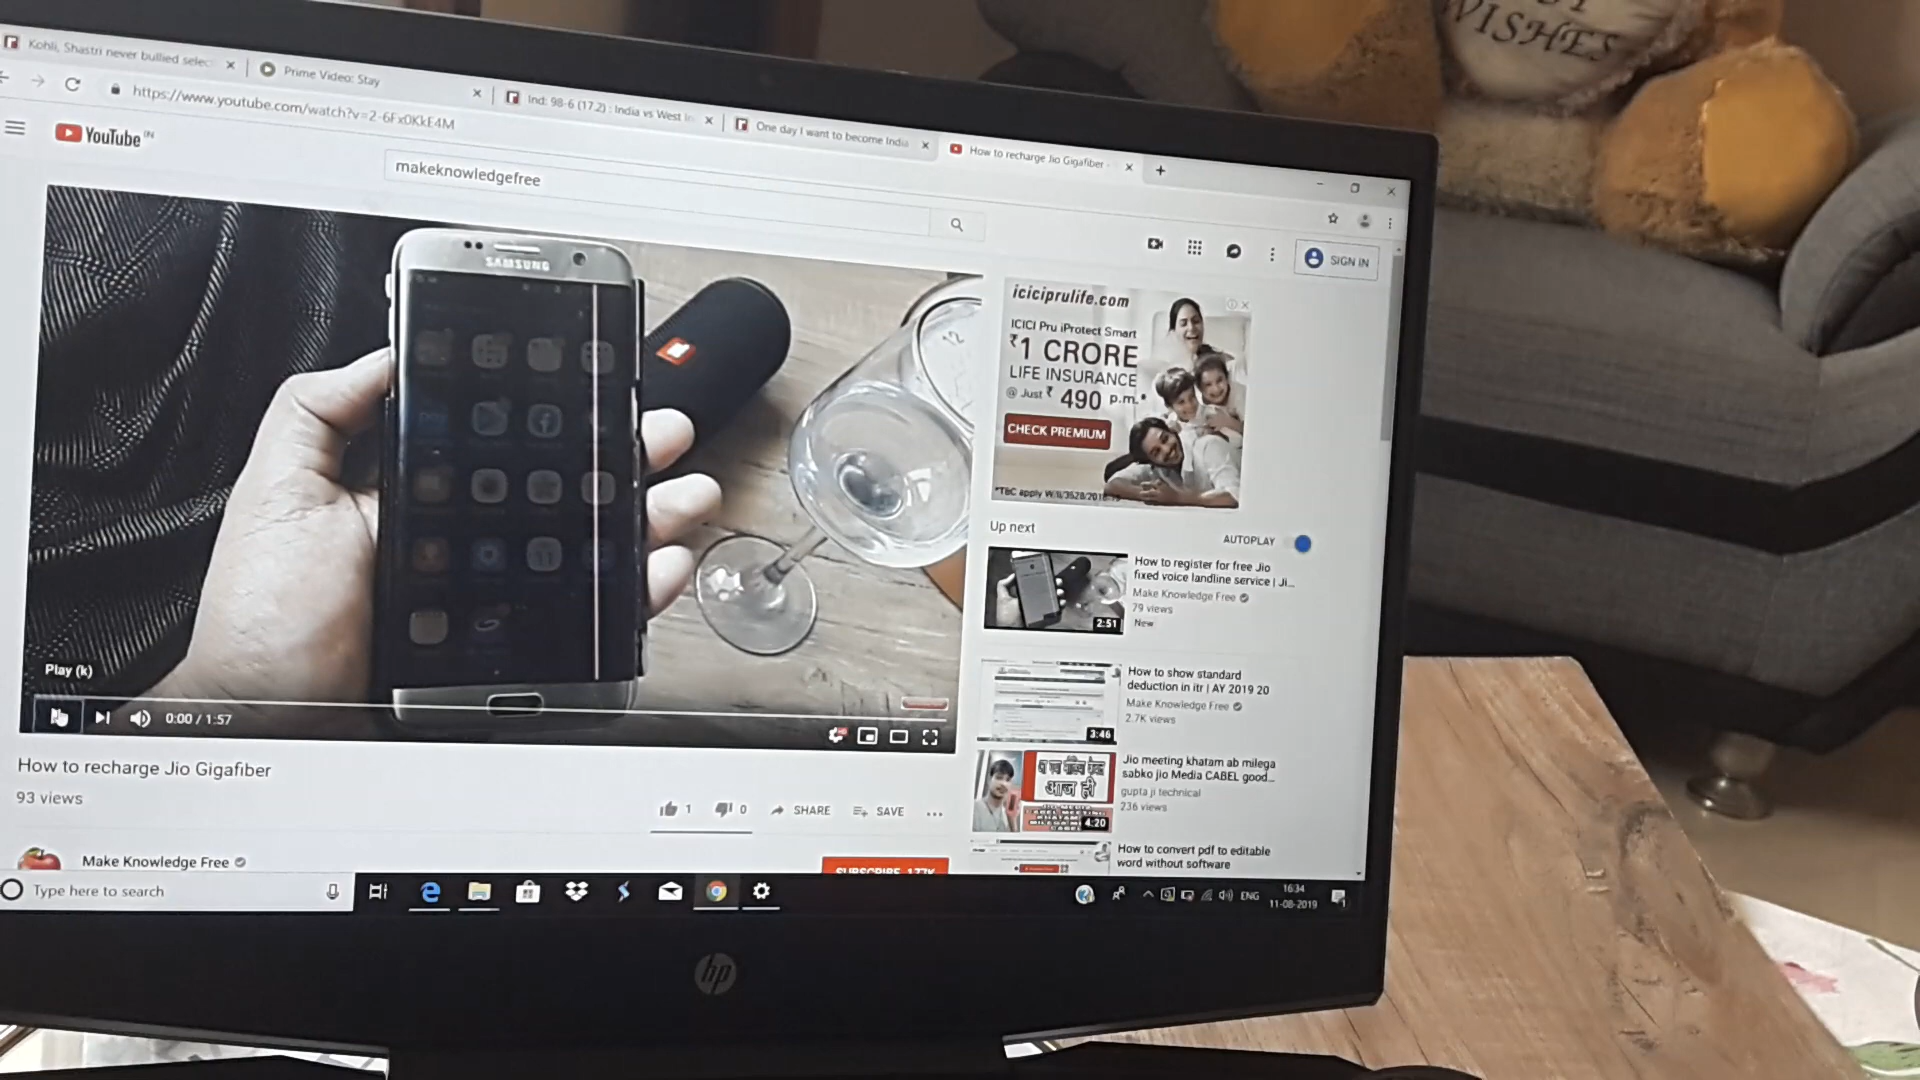 WISHES
Kohli, Shastri never bullied selec
Prime Video: Stay
Ind: 98-6 (17.2) : India vs West In
One day I want to become India
How to recharge Jio Gigafiber -
https://www.youtube.com/watch?v=2-6Fx0KkE4M
YouTube IN
makeknowledgefree
SIGN IN
SAMSUNG
12
iciciprulife.com
ICICI Pru iProtect Smart
₹1 CRORE
LIFE INSURANCE
@ Just ₹ 490 p.m.*
CHECK PREMIUM
Up next
AUTOPLAY
How to register for free Jio
fixed voice landline service | Ji...
Make Knowledge Free
79 views
New
2:51
How to show standard
deduction in itr | AY 2019 20
Make Knowledge Free
2.7K views
3:46
Jio meeting khatam ab milega
sabko jio Media CABEL good...
gupta ji technical
236 views
आज ही
4:20
How to convert pdf to editable
word without software
Play (k)
0:00 / 1:57
How to recharge Jio Gigafiber
93 views
1
0
SHARE
SAVE
Make Knowledge Free
SUBSCRIBE 177K
Type here to search
ENG
16:34
11-08-2019
hp